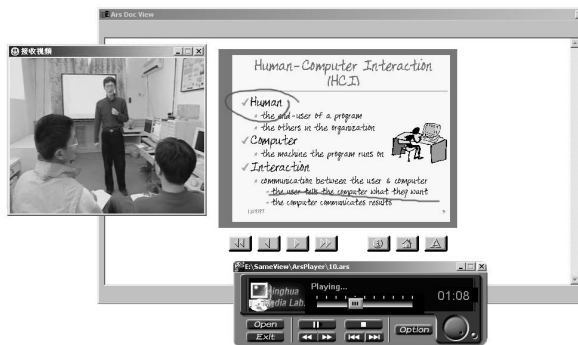 Ars Doc View
接收視頻
Human-Computer Interaction
(HCI)
Human
the end-user of a program
the others in the organization
Computer
the machine the program runs on
Interaction
communication between the user & computer
the user tells the computer what they want
the computer communicates results
E:\SameView\ArsPlayer\10.ars
Playing...
01:08
Open
Exit
Option